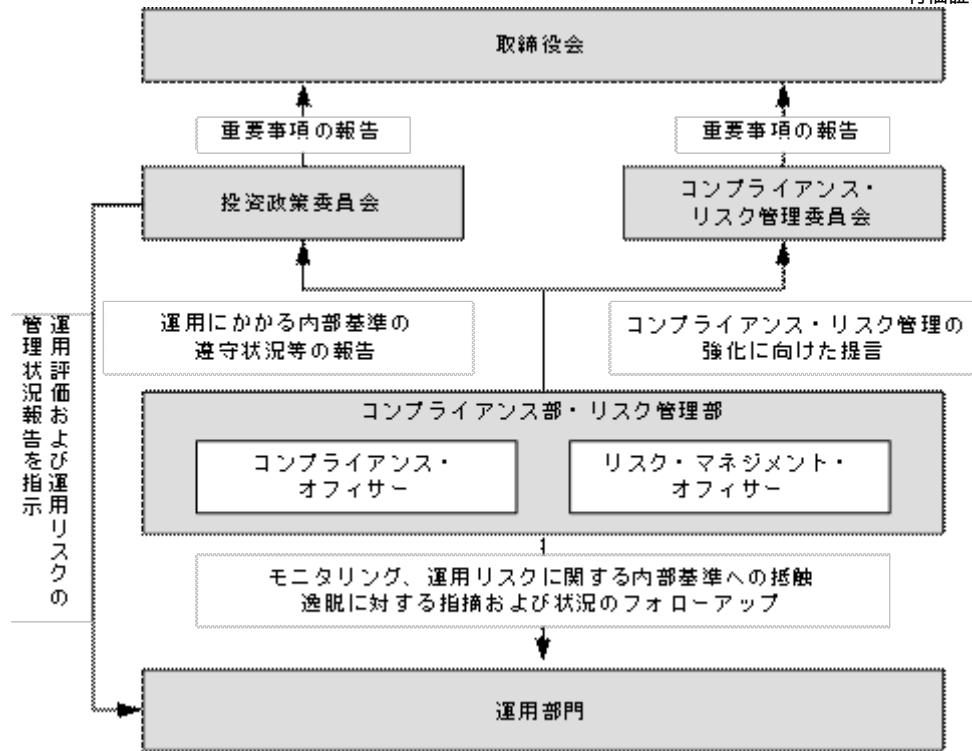 取締役会
重要事項の報告
重要事項の報告
投資政策委員会
コンプライアンス・
リスク管理委員会
運用にかかる内部基準の
遵守状況等の報告
コンプライアンス・リスク管理の
強化に向けた提言
運用評価および運用リスクの
管理状況報告を指示
コンプライアンス部・リスク管理部
コンプライアンス・
オフィサー
リスク・マネジメント・
オフィサー
モニタリング、運用リスクに関する内部基準への抵触
逸脱に対する指摘および状況のフォローアップ
運用部門